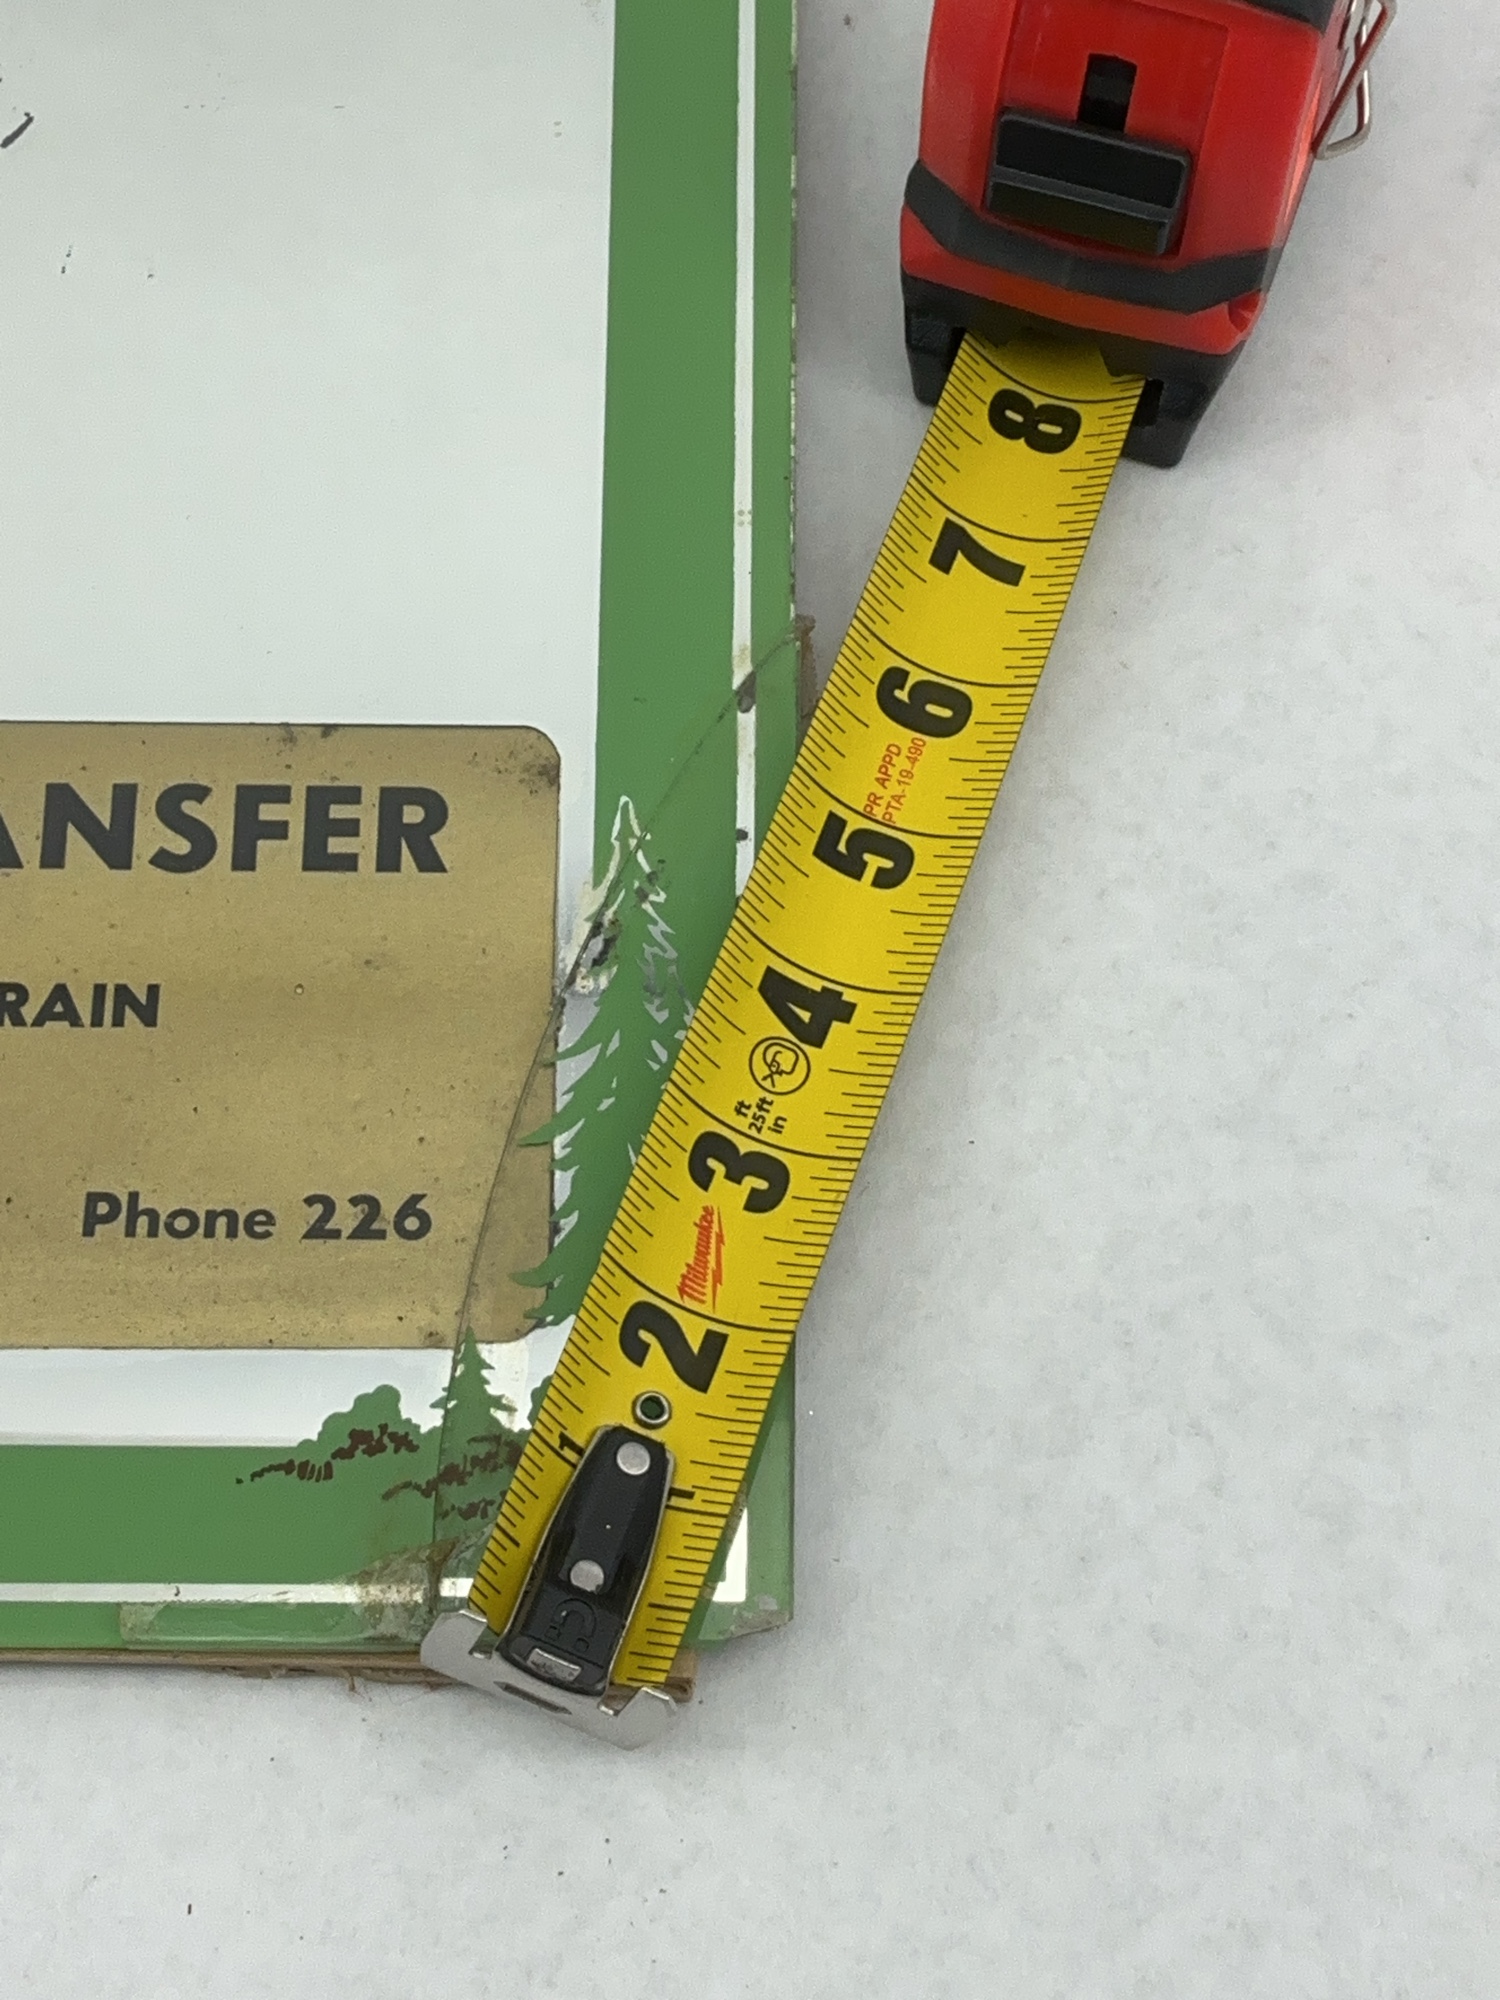 ANSFER
RAIN
Phone 226
8
7
6
PR APPD
PTA-19-490
5
4
ft
25ft
in
3
Milwaukee
2
1
1